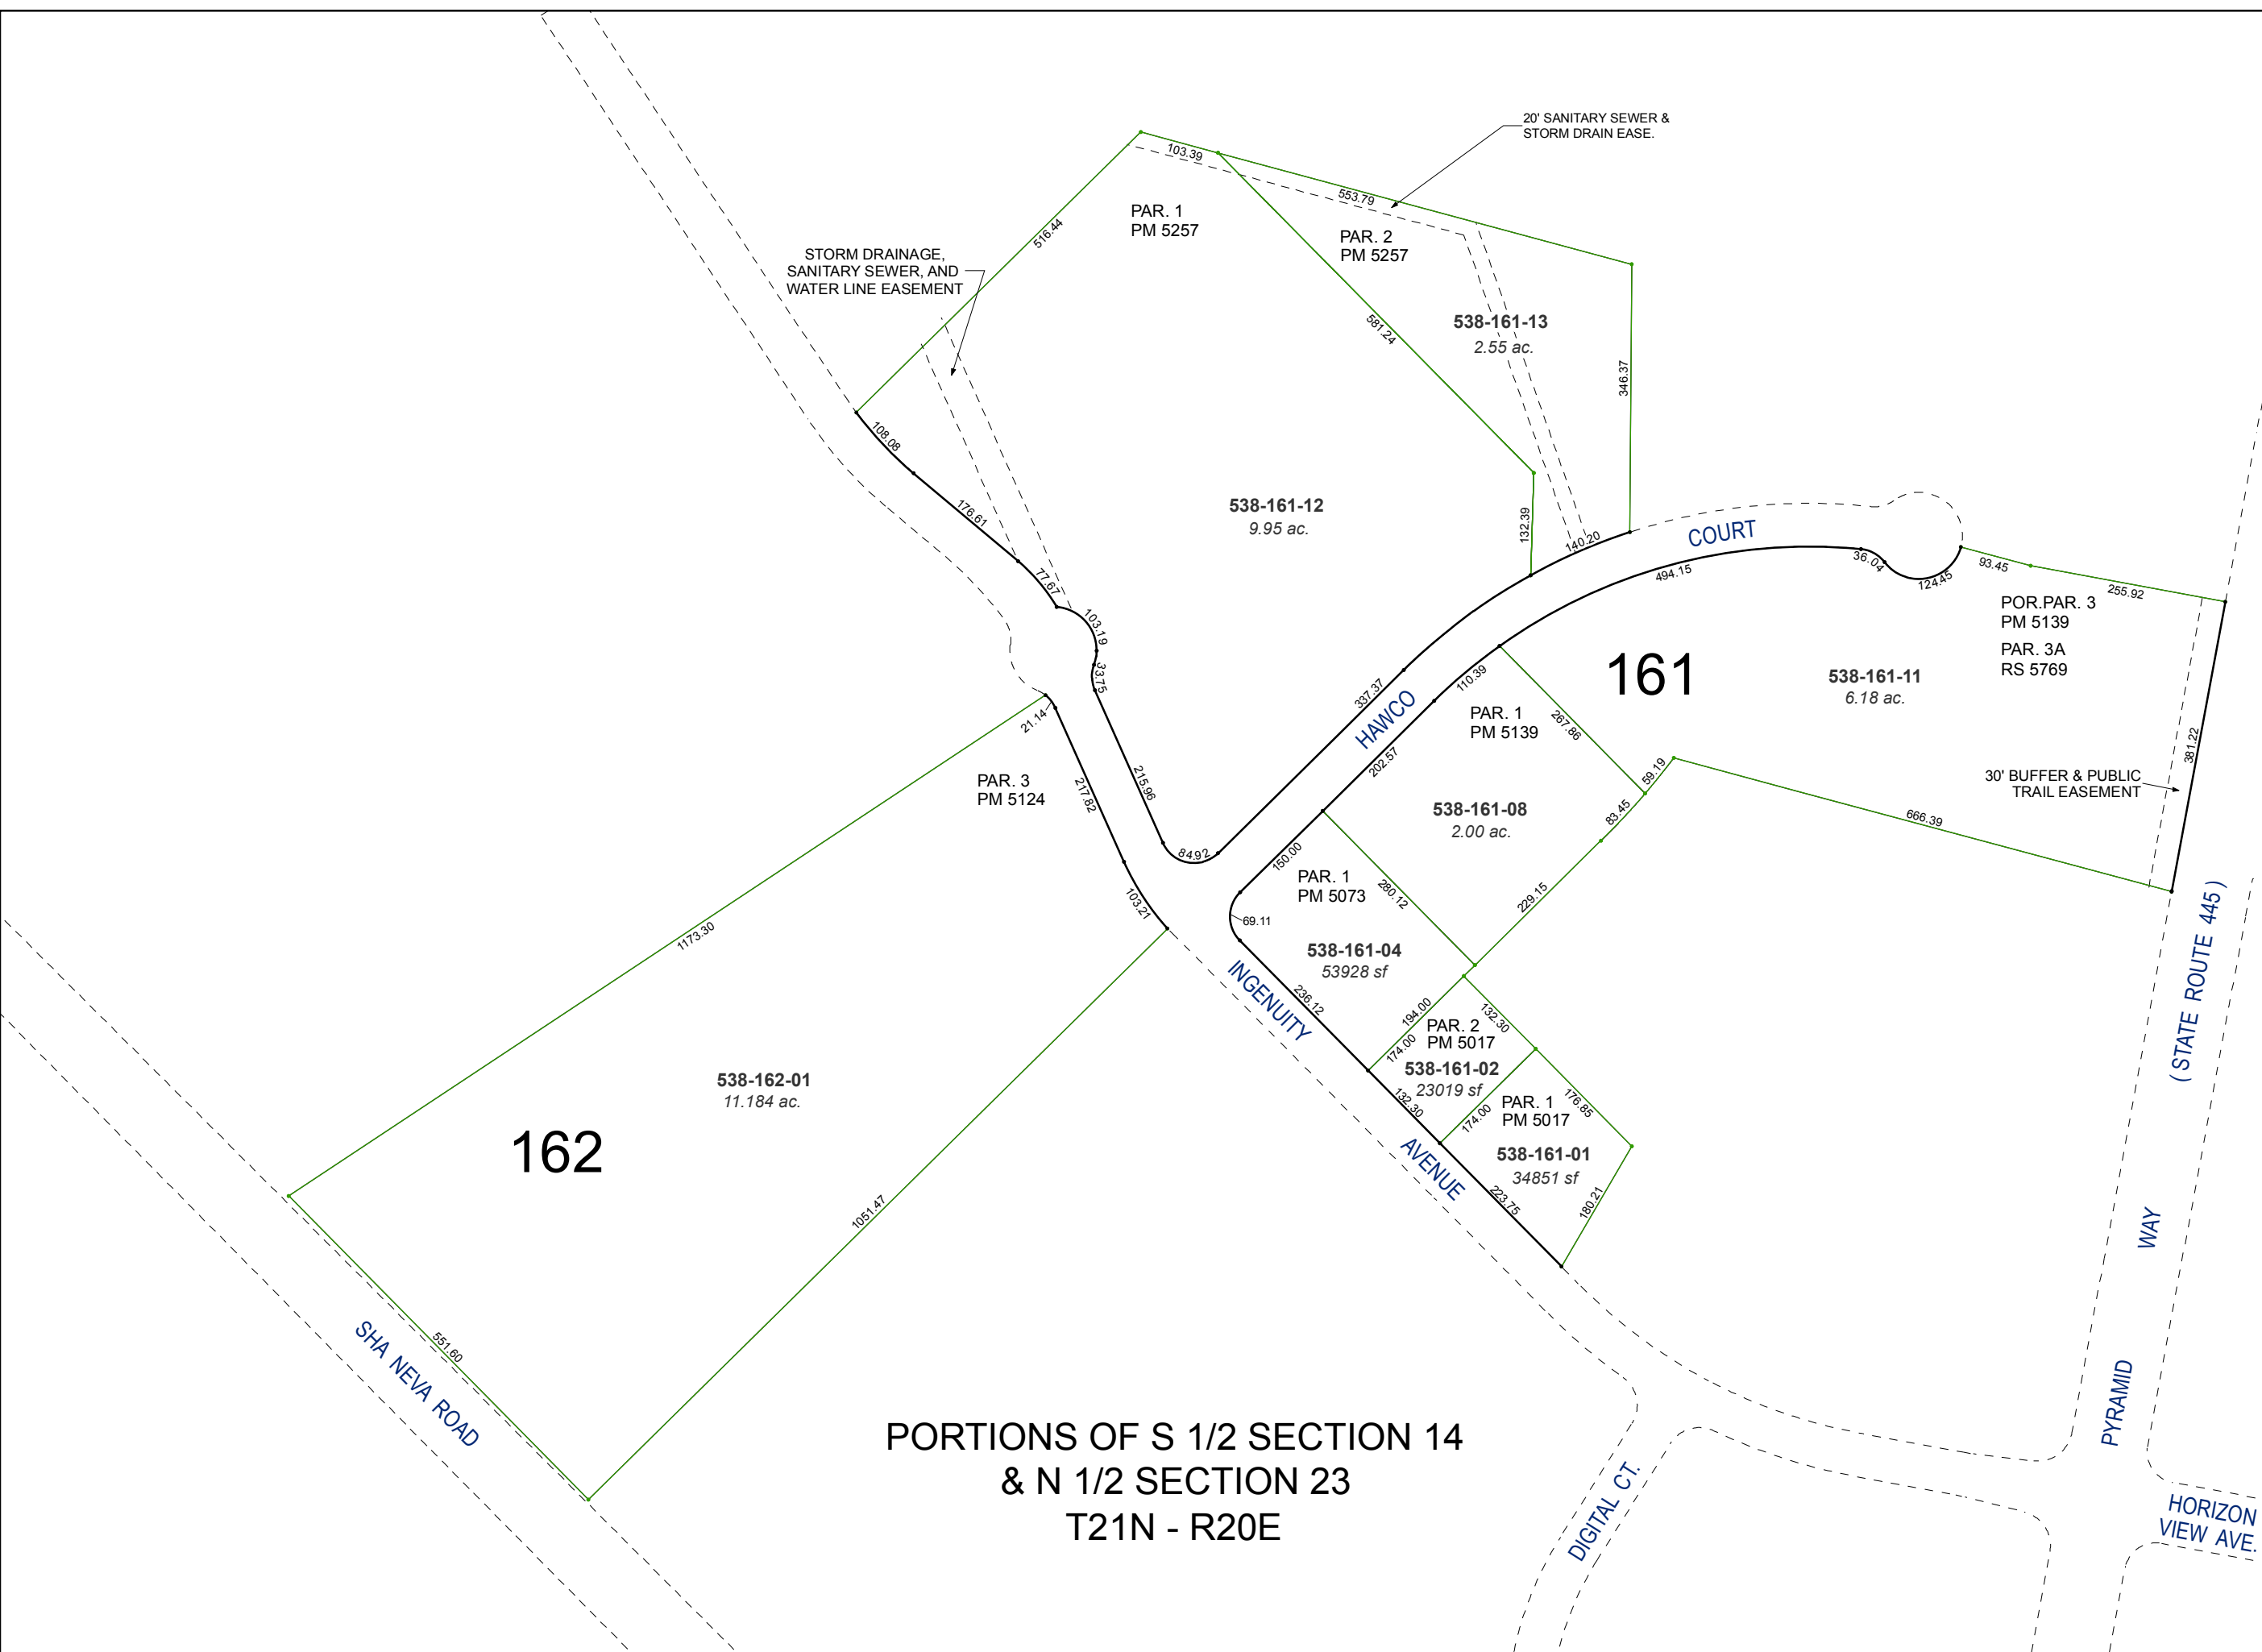 20' SANITARY SEWER &
STORM DRAIN EASE.
103.39
553.79
PAR. 1
PM 5257
PAR. 2
PM 5257
516.44
STORM DRAINAGE,
SANITARY SEWER, AND
WATER LINE EASEMENT
581.24
538-161-13
2.55 ac.
346.37
108.08
176.61
538-161-12
9.95 ac.
132.39
140.20
COURT
494.15
36.04
124.45
93.45
255.92
77.67
103.19
33.75
POR.PAR. 3
PM 5139
PAR. 3A
RS 5769
161
538-161-11
6.18 ac.
337.37
HAWCO
110.39
PAR. 1
PM 5139
267.86
21.14
217.82
215.96
PAR. 3
PM 5124
202.57
59.19
381.22
30' BUFFER & PUBLIC
TRAIL EASEMENT
538-161-08
2.00 ac.
83.45
666.39
84.92
150.00
PAR. 1
PM 5073
280.12
229.15
103.21
69.11
1173.30
538-161-04
53928 sf
INGENUITY
236.12
194.00
132.30
( STATE ROUTE 445 )
PAR. 2
PM 5017
174.00
538-161-02
23019 sf
538-162-01
11.184 ac.
162
132.30
174.00
PAR. 1
PM 5017
176.85
AVENUE
538-161-01
34851 sf
223.75
180.21
1051.47
WAY
551.60
SHA NEVA ROAD
PYRAMID
PORTIONS OF S 1/2 SECTION 14
& N 1/2 SECTION 23
T21N - R20E
DIGITAL CT.
HORIZON
VIEW AVE.